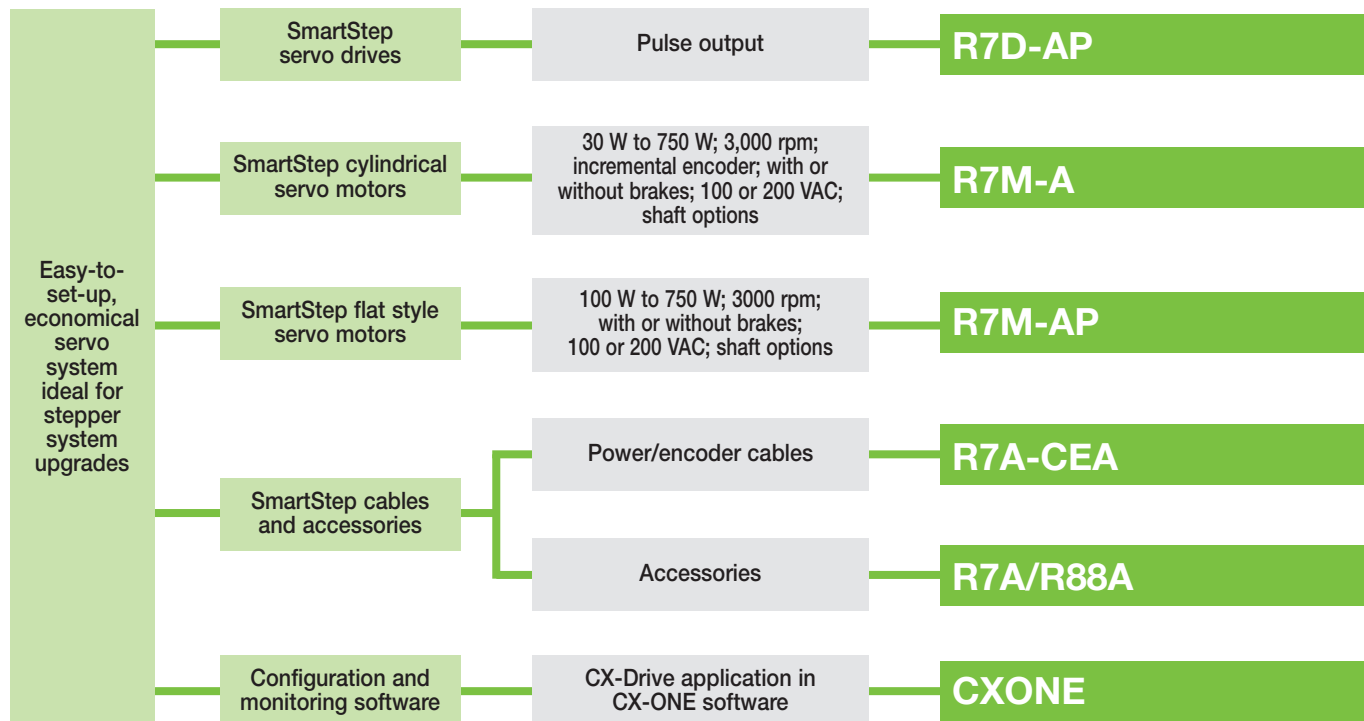 Easy-to-
set-up,
economical
servo
system
ideal for
stepper
system
upgrades
SmartStep
servo drives
Pulse output
R7D-AP
SmartStep cylindrical
servo motors
30 W to 750 W; 3,000 rpm;
incremental encoder; with or
without brakes; 100 or 200 VAC;
shaft options
R7M-A
SmartStep flat style
servo motors
100 W to 750 W; 3000 rpm;
with or without brakes;
100 or 200 VAC; shaft options
R7M-AP
SmartStep cables
and accessories
Power/encoder cables
R7A-CEA
Accessories
R7A/R88A
Configuration and
monitoring software
CX-Drive application in
CX-ONE software
CXONE